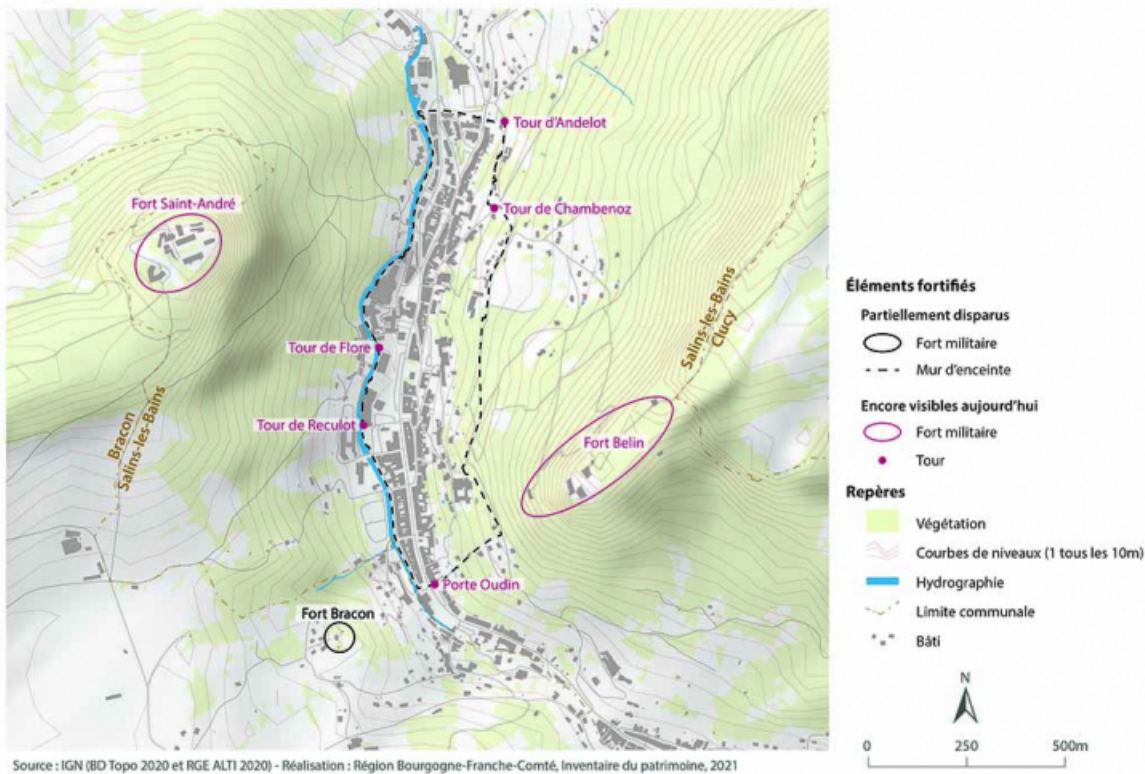 Tour d'Andelot
Fort Saint-André
Tour de Chambenoz
Salins-les-Bains
Clucy
Tour de Flore
Bracon
Salins-les-Bains
Tour de Reculot
Fort Belin
Porte Oudin
Fort Bracon
Éléments fortifiés
Partiellement disparus
Fort militaire
Mur d'enceinte
Encore visibles aujourd'hui
Fort militaire
Tour
Repères
Végétation
Courbes de niveaux (1 tous les 10m)
Hydrographie
Limite communale
Bâti
N
0 250 500m
Source : IGN (BD Topo 2020 et RGE ALTI 2020) - Réalisation : Région Bourgogne-Franche-Comté, Inventaire du patrimoine, 2021